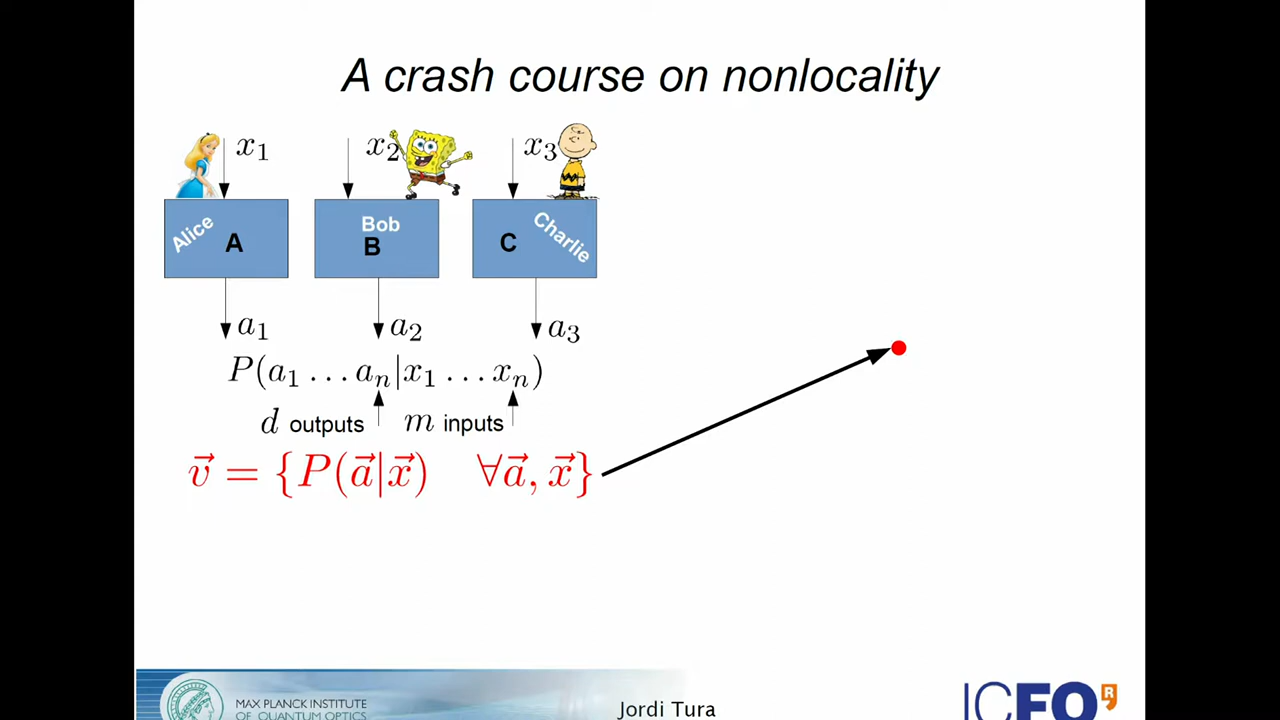 A crash course on nonlocality
x₁ x₂ x₃
Alice A
Bob B
C Charlie
a₁ a₂ a₃
P(a₁ … aₙ|x₁ … xₙ)
d outputs m inputs
v⃗ = {P(a⃗|x⃗) ∀a⃗, x⃗}
MAX PLANCK INSTITUTE
OF QUANTUM OPTICS
Jordi Tura
ICFO R